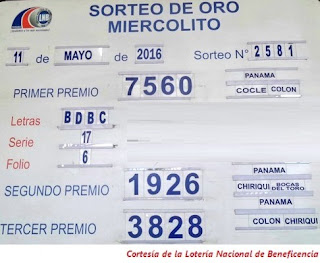 LNB
SORTEO DE ORO
MIERCOLITO
11 de MAYO de 2016 Sorteo N° 2581
PRIMER PREMIO 7560 PANAMA
COCLE COLON
Letras BDBC
Serie 17
Folio 6
SEGUNDO PREMIO 1926 PANAMA
CHIRIQUI BOCAS DEL TORO
TERCER PREMIO 3828 PANAMA
COLON CHIRIQUI
Cortesía de la Lotería Nacional de Beneficencia